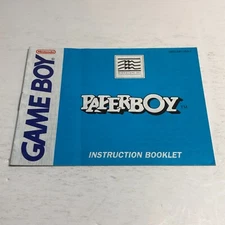 Nintendo
GAME BOY
PAPERBOY
INSTRUCTION BOOKLET